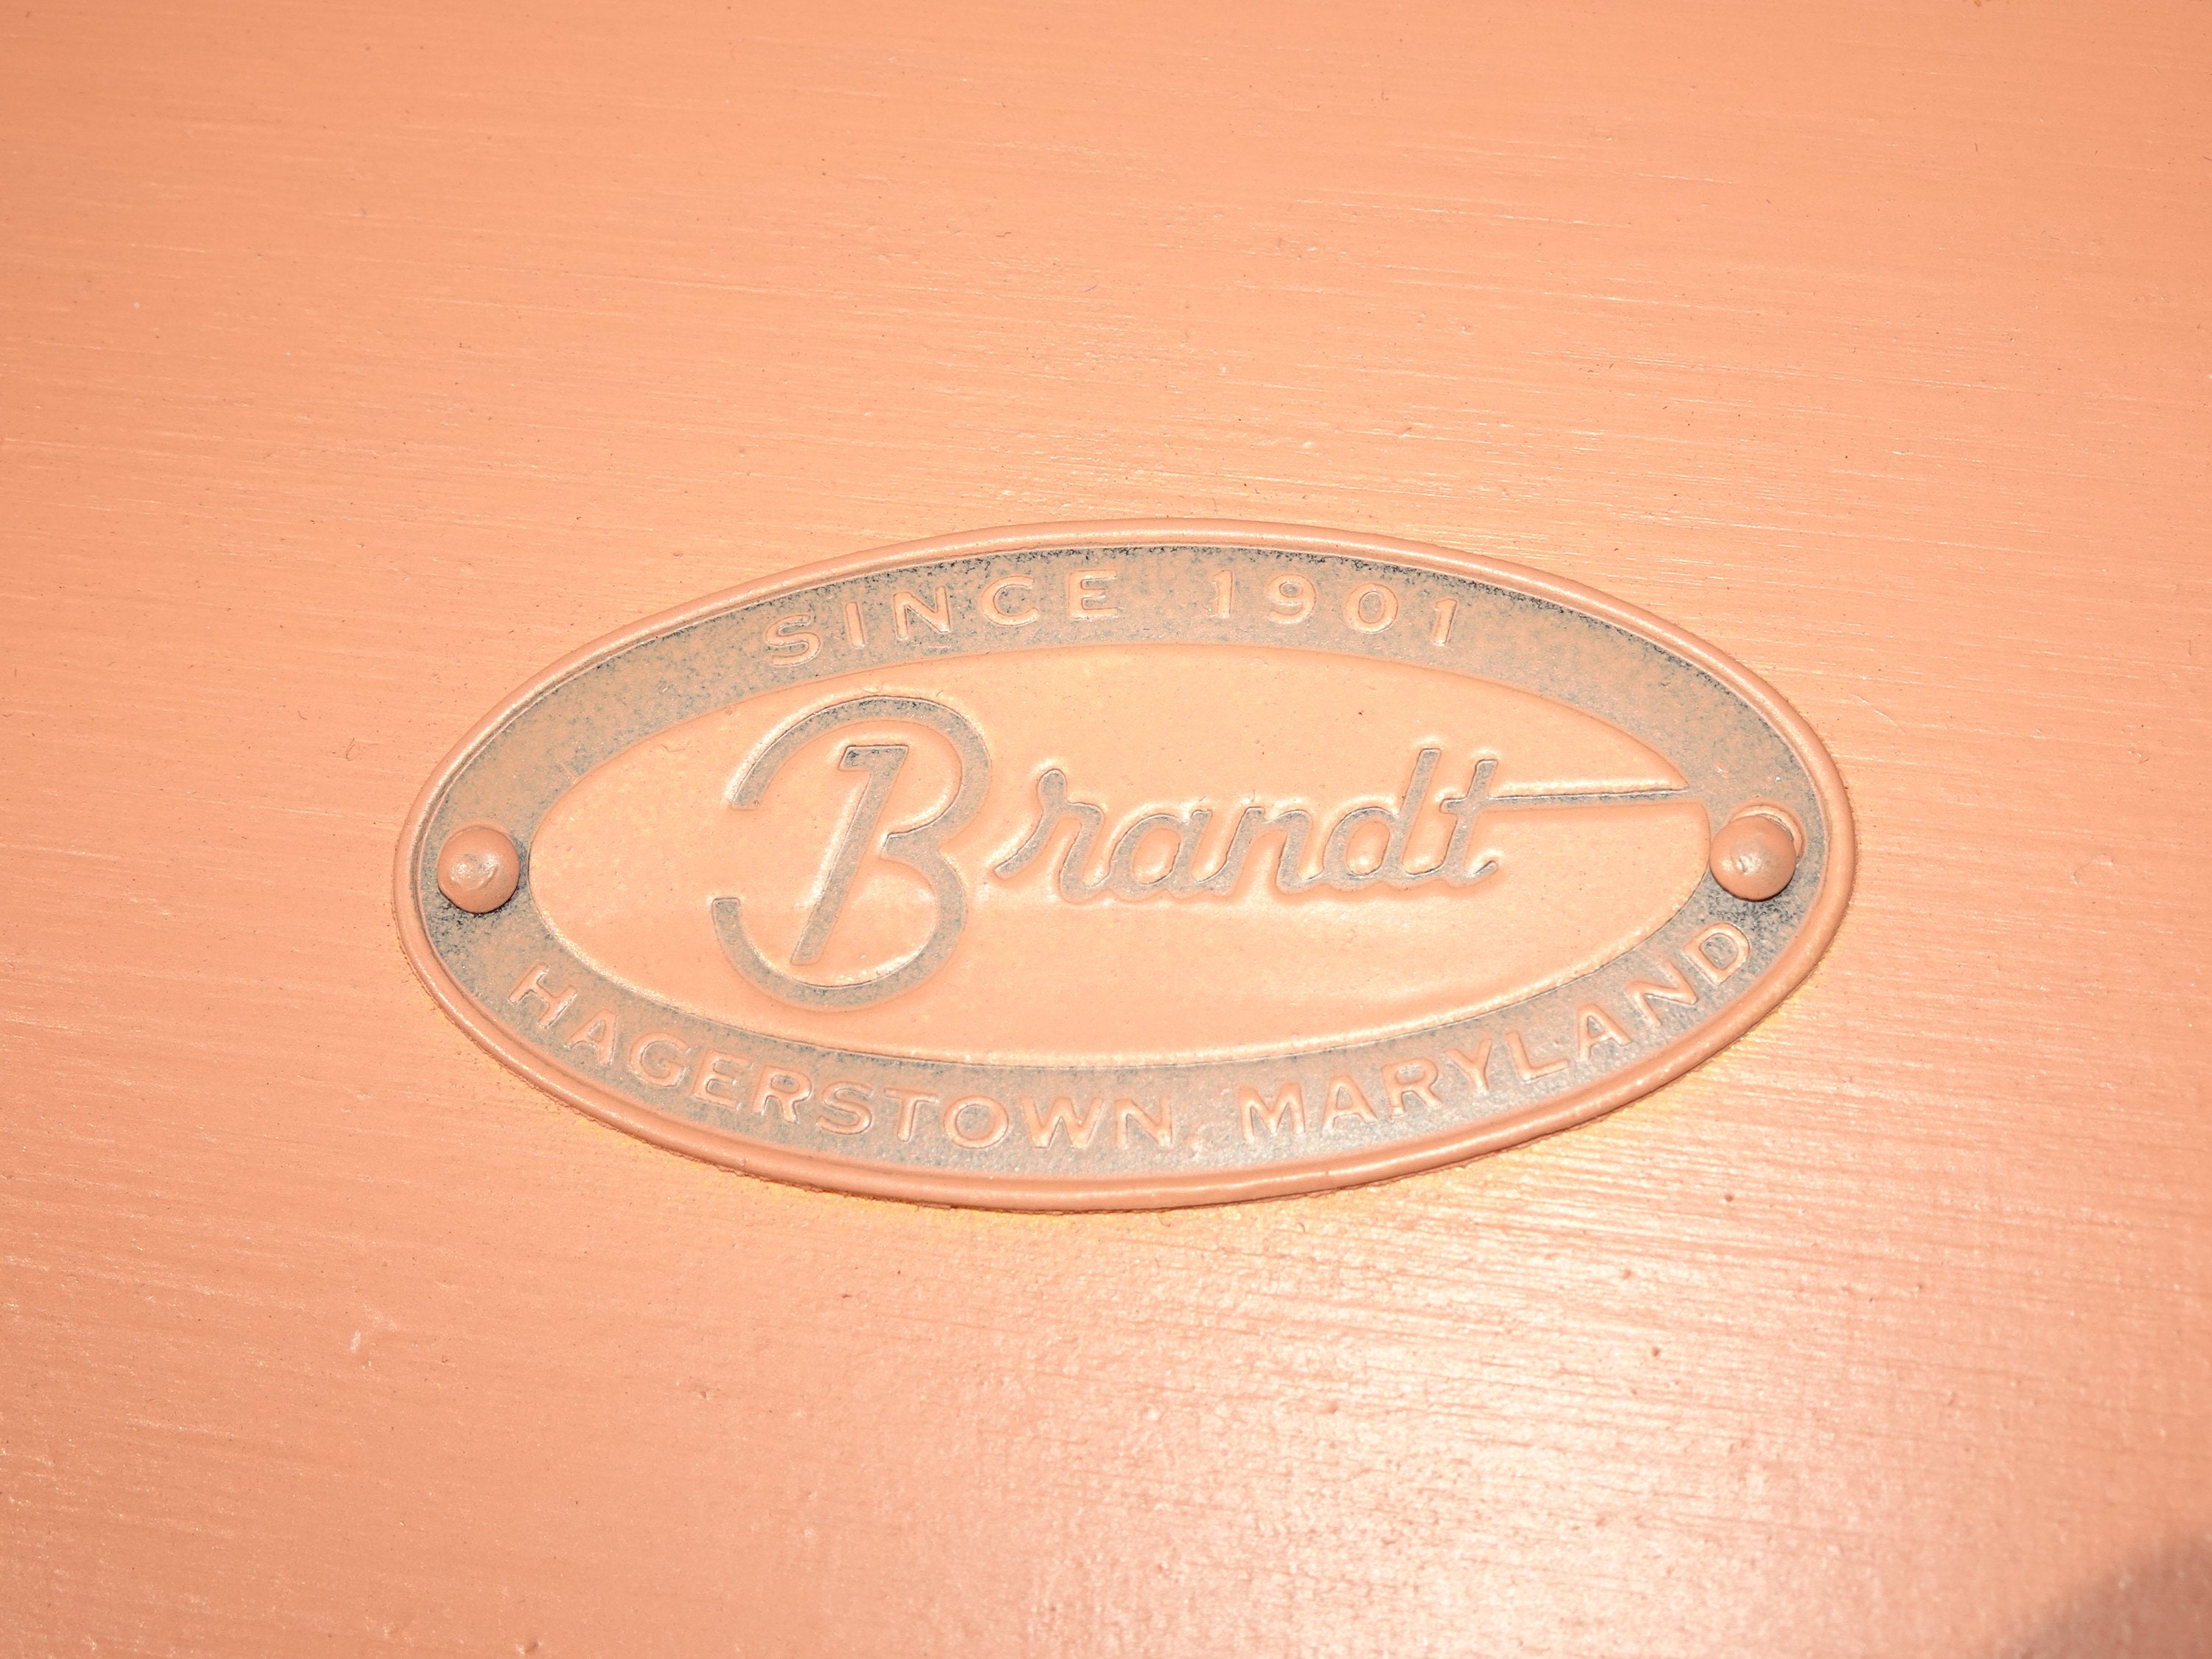 SINCE 1901
Brandt
HAGERSTOWN, MARYLAND